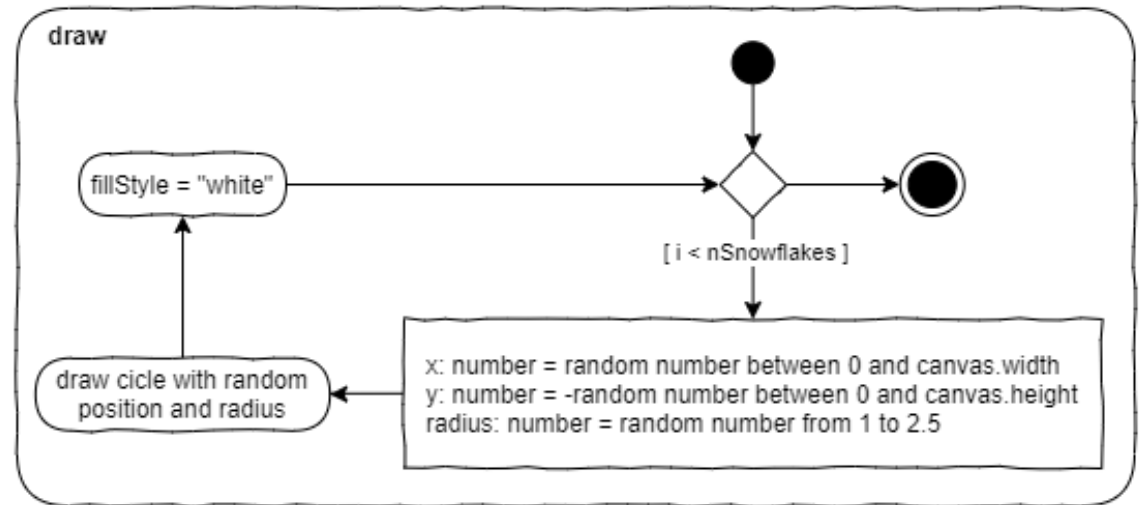 draw
fillStyle = "white"
[ i < nSnowflakes ]
x: number = random number between 0 and canvas.width
y: number = -random number between 0 and canvas.height
radius: number = random number from 1 to 2.5
draw cicle with random
position and radius